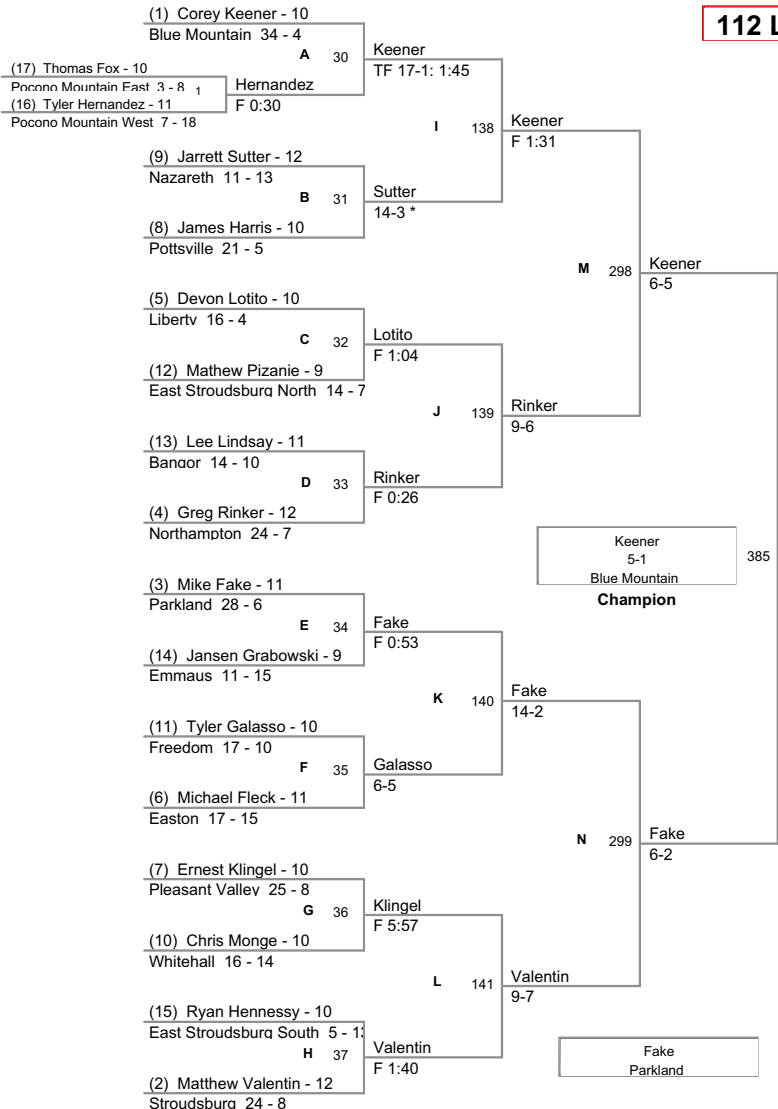 112 L
(1) Corey Keener - 10
Blue Mountain 34 - 4
A 30
Keener
TF 17-1: 1:45
(17) Thomas Fox - 10
Pocono Mountain East 3 - 8 1
(16) Tyler Hernandez - 11
Pocono Mountain West 7 - 18
Hernandez
F 0:30
I 138
Keener
F 1:31
(9) Jarrett Sutter - 12
Nazareth 11 - 13
B 31
Sutter
14-3 *
(8) James Harris - 10
Pottsville 21 - 5
M 298
Keener
6-5
(5) Devon Lotito - 10
Liberty 16 - 4
C 32
Lotito
F 1:04
(12) Mathew Pizanie - 9
East Stroudsburg North 14 - 7
J 139
Rinker
9-6
(13) Lee Lindsay - 11
Bangor 14 - 10
D 33
Rinker
F 0:26
(4) Greg Rinker - 12
Northampton 24 - 7
Keener
5-1
Blue Mountain
385
Champion
(3) Mike Fake - 11
Parkland 28 - 6
E 34
Fake
F 0:53
(14) Jansen Grabowski - 9
Emmaus 11 - 15
K 140
Fake
14-2
(11) Tyler Galasso - 10
Freedom 17 - 10
F 35
Galasso
6-5
(6) Michael Fleck - 11
Easton 17 - 15
N 299
Fake
6-2
(7) Ernest Klingel - 10
Pleasant Valley 25 - 8
G 36
Klingel
F 5:57
(10) Chris Monge - 10
Whitehall 16 - 14
L 141
Valentin
9-7
(15) Ryan Hennessy - 10
East Stroudsburg South 5 - 13
H 37
Valentin
F 1:40
(2) Matthew Valentin - 12
Stroudsburg 24 - 8
Fake
Parkland